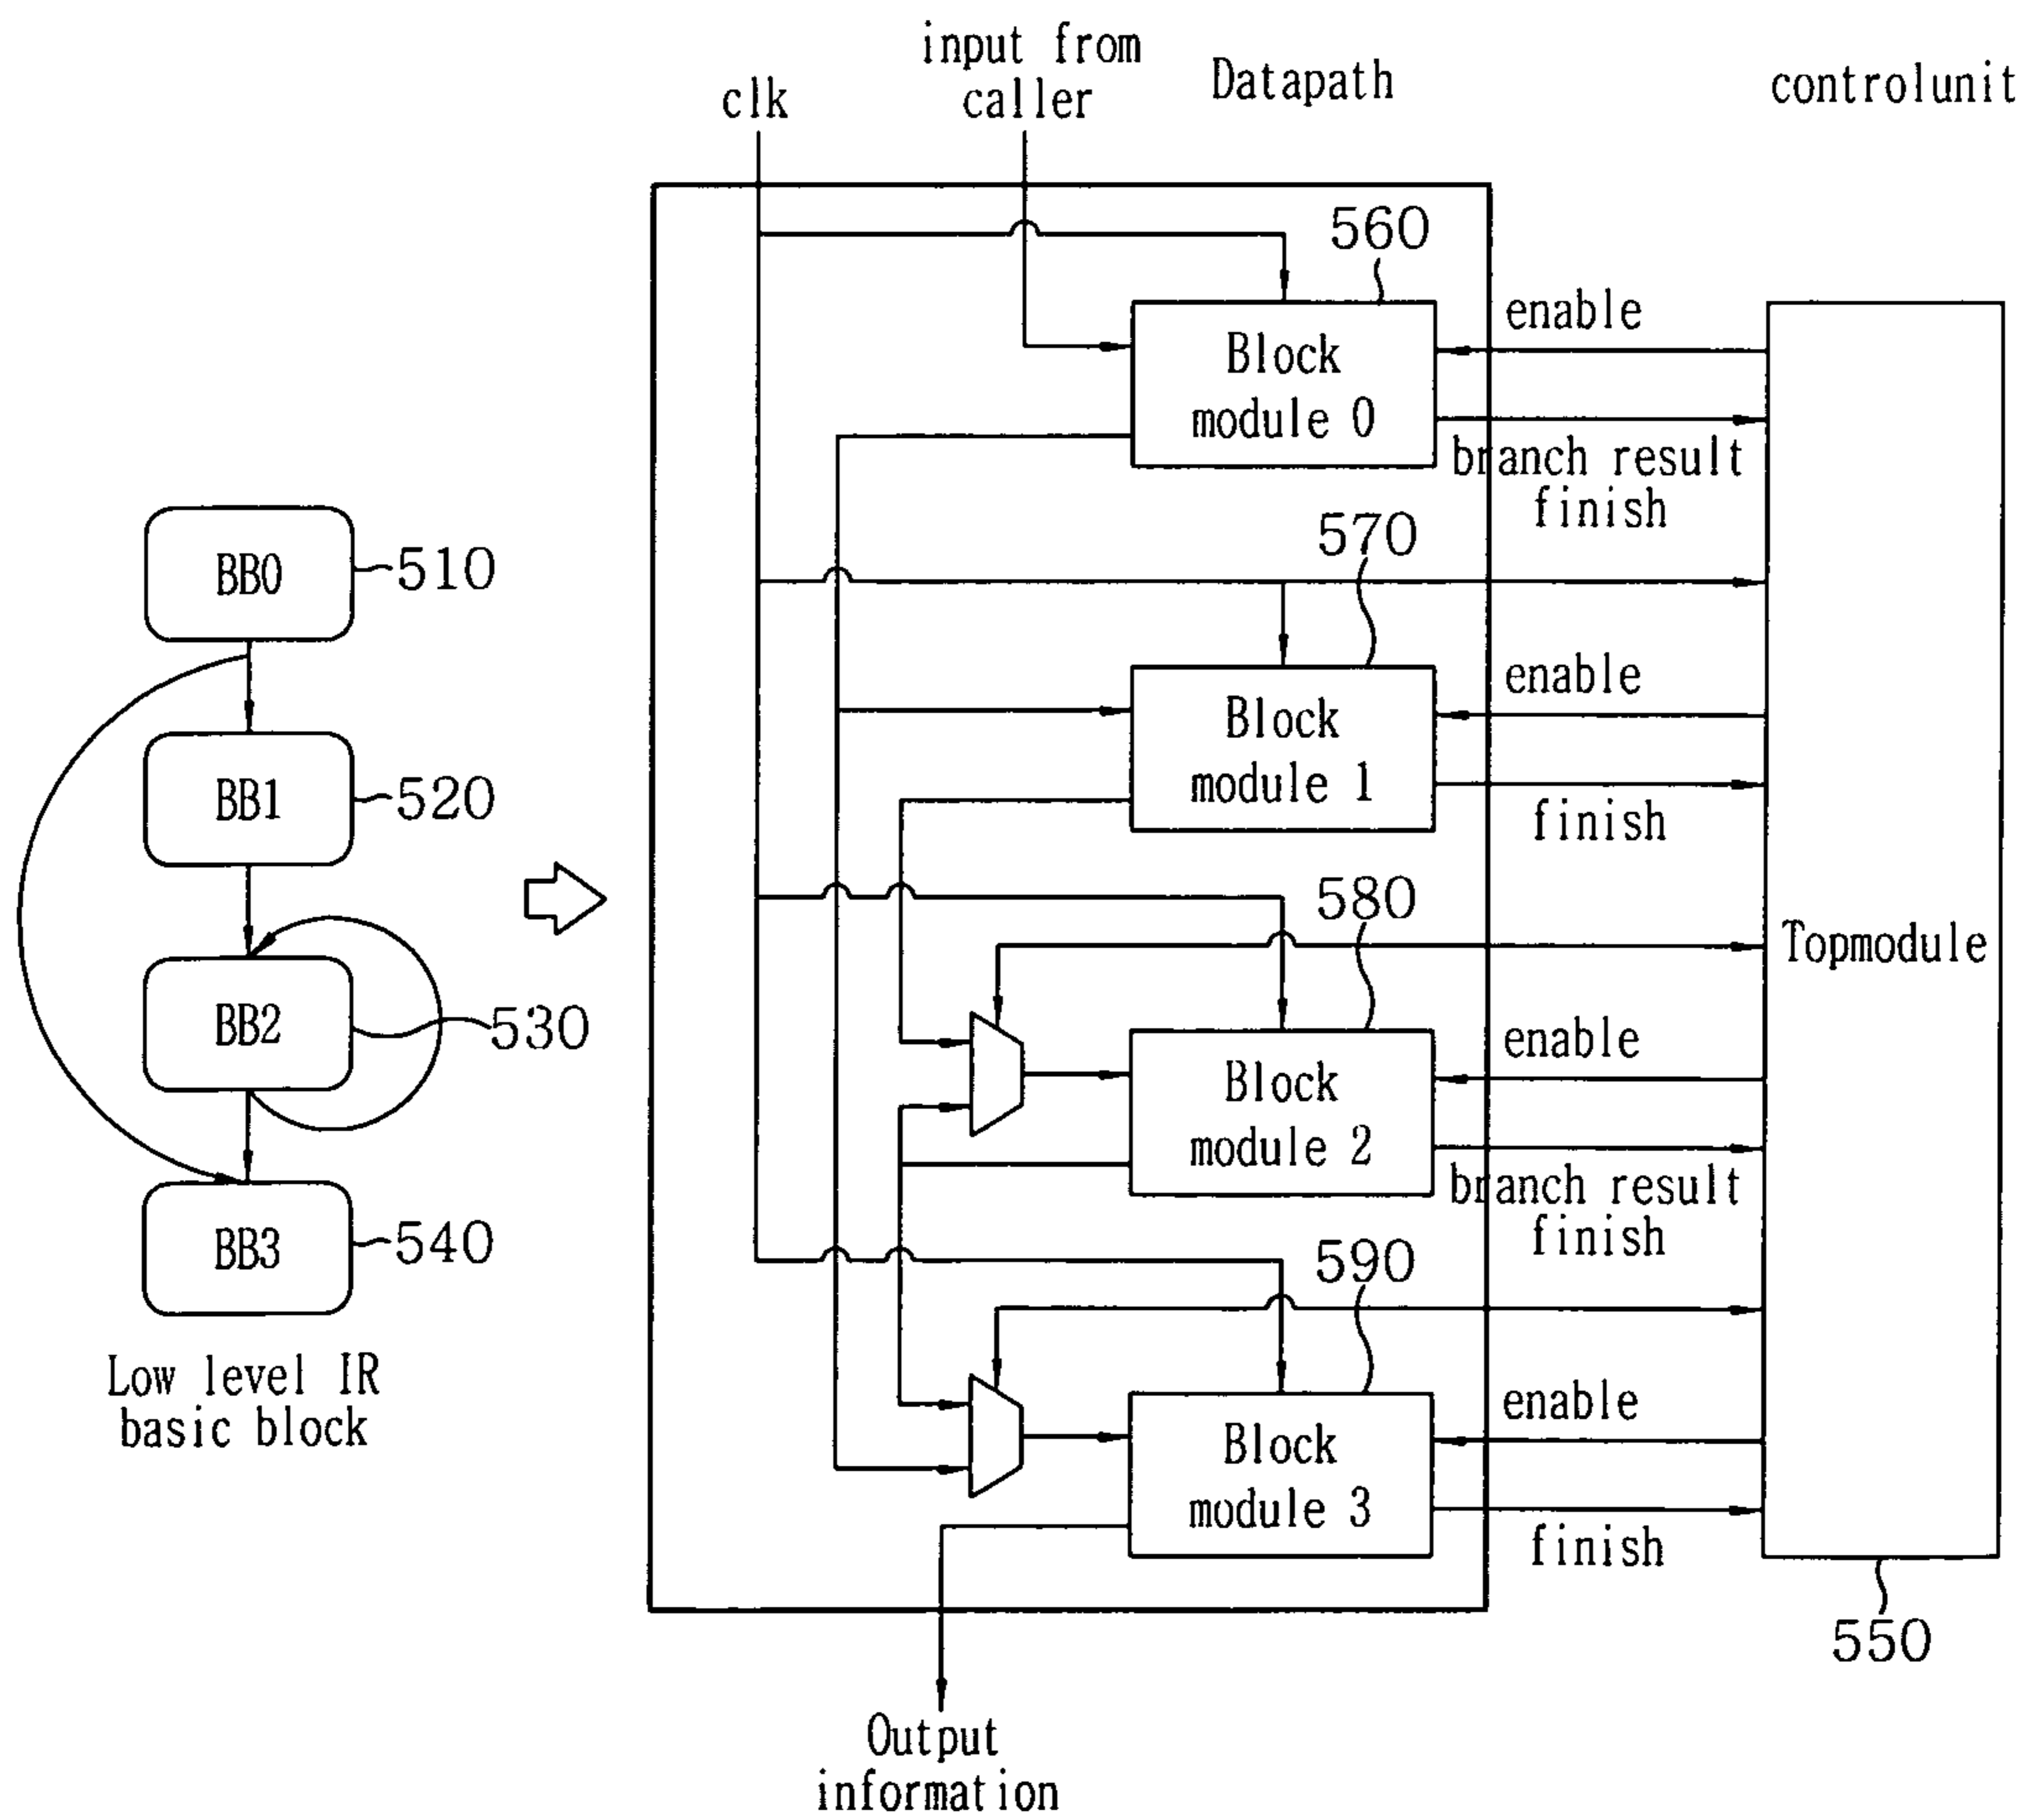 input from
caller
clk
Datapath
controlunit
560
Block
module 0
enable
branch result
finish
570
Block
module 1
enable
finish
580
Block
module 2
enable
branch result
finish
590
Block
module 3
enable
finish
Topmodule
550
Output
information
BB0
510
BB1
520
BB2
530
BB3
540
Low level IR
basic block